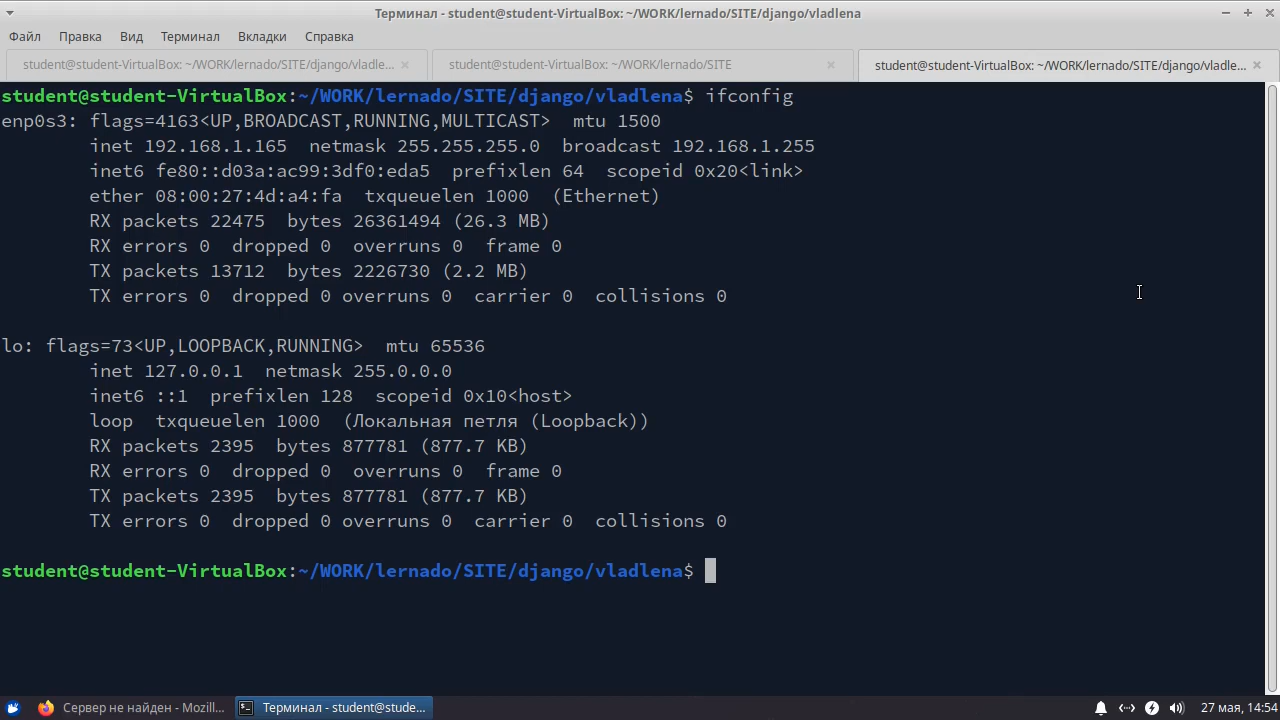 Терминал - student@student-VirtualBox: ~/WORK/lernado/SITE/django/vladlena
Файл Правка Вид Терминал Вкладки Справка
student@student-VirtualBox: ~/WORK/lernado/SITE/django/vladle... student@student-VirtualBox: ~/WORK/lernado/SITE student@student-VirtualBox: ~/WORK/lernado/SITE/django/vladle...
student@student-VirtualBox:~/WORK/lernado/SITE/django/vladlena$ ifconfig
enp0s3: flags=4163<UP,BROADCAST,RUNNING,MULTICAST>  mtu 1500
        inet 192.168.1.165  netmask 255.255.255.0  broadcast 192.168.1.255
        inet6 fe80::d03a:ac99:3df0:eda5  prefixlen 64  scopeid 0x20<link>
        ether 08:00:27:4d:a4:fa  txqueuelen 1000  (Ethernet)
        RX packets 22475  bytes 26361494 (26.3 MB)
        RX errors 0  dropped 0  overruns 0  frame 0
        TX packets 13712  bytes 2226730 (2.2 MB)
        TX errors 0  dropped 0 overruns 0  carrier 0  collisions 0
lo: flags=73<UP,LOOPBACK,RUNNING>  mtu 65536
        inet 127.0.0.1  netmask 255.0.0.0
        inet6 ::1  prefixlen 128  scopeid 0x10<host>
        loop  txqueuelen 1000  (Локальная петля (Loopback))
        RX packets 2395  bytes 877781 (877.7 KB)
        RX errors 0  dropped 0  overruns 0  frame 0
        TX packets 2395  bytes 877781 (877.7 KB)
        TX errors 0  dropped 0 overruns 0  carrier 0  collisions 0
student@student-VirtualBox:~/WORK/lernado/SITE/django/vladlena$
Сервер не найден - Mozill... Терминал - student@stude... 27 мая, 14:54